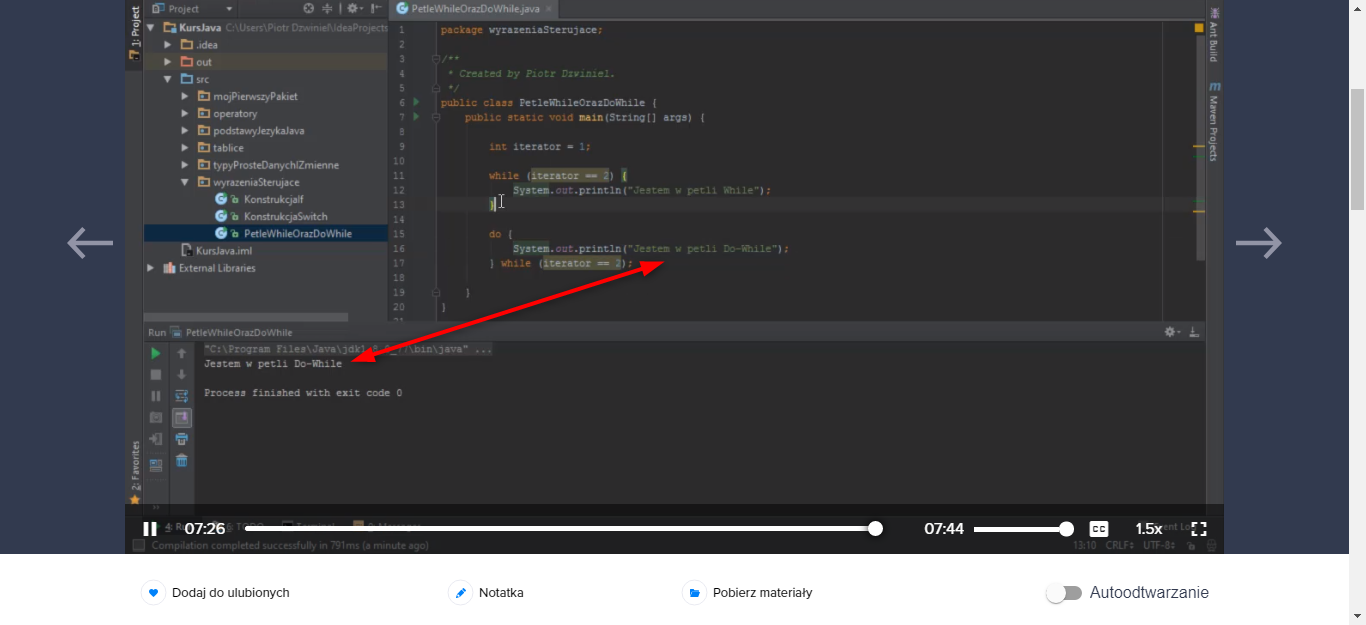 1: Project
Project
KursJava C:\Users\Piotr Dzwiniel\IdeaProjects
.idea
out
src
mojPierwszyPakiet
operatory
podstawyJezykaJava
tablice
typyProsteDanychIZmienne
wyrazeniaSterujace
KonstrukcjaIf
KonstrukcjaSwitch
PetleWhileOrazDoWhile
KursJava.iml
External Libraries
PetleWhileOrazDoWhile.java
1 package wyrazeniaSterujace;
2
3 /**
4 * Created by Piotr Dzwiniel.
5 */
6 public class PetleWhileOrazDoWhile {
7 public static void main(String[] args) {
8
9 int iterator = 1;
10
11 while (iterator == 2) {
12 System.out.println("Jestem w petli While");
13 }
14
15 do {
16 System.out.println("Jestem w petli Do-While");
17 } while (iterator == 2);
18
19 }
20 }
Ant Build
Maven Projects
Run PetleWhileOrazDoWhile
"C:\Program Files\Java\jdk1.8.0_77\bin\java" ...
Jestem w petli Do-While
Process finished with exit code 0
2: Favorites
07:26
07:44
CC
1.5x
Compilation completed successfully in 791ms (a minute ago)
13:10 CRLF UTF-8
Dodaj do ulubionych
Notatka
Pobierz materiały
Autoodtwarzanie